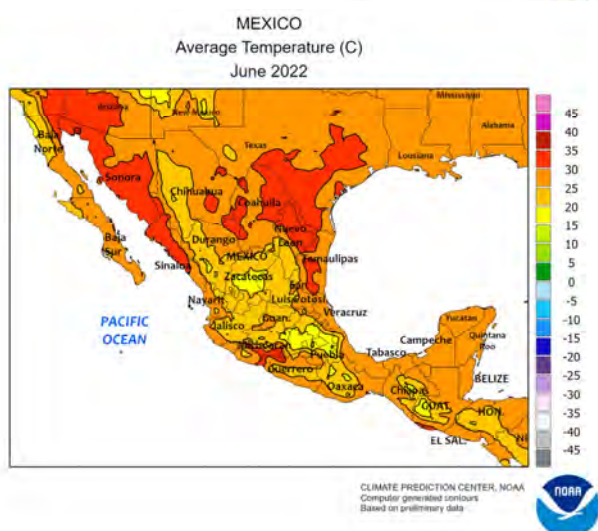 MEXICO
Average Temperature (C)
June 2022
Mississippi
Arizona
New Mexico
Alabama
Baja
Norte
Texas
Louisiana
Sonora
Chihuahua
Coahuila
Nuevo
Leon
Baja
Sur
Durango
MEXICO
Tamaulipas
Sinaloa
Zacatecas
San
Luis Potosi
Nayarit
Guan.
Veracruz
Yucatan
PACIFIC
OCEAN
Jalisco
Quintana
Roo
Michoacan
Campeche
Puebla
Tabasco
Guerrero
BELIZE
Oaxaca
Chiapas
GUAT.
HON.
EL SAL.
NI
45
40
35
30
25
20
15
10
5
0
-5
-10
-15
-20
-25
-30
-35
-40
-45
CLIMATE PREDICTION CENTER, NOAA
Computer generated contours
Based on preliminary data
NOAA